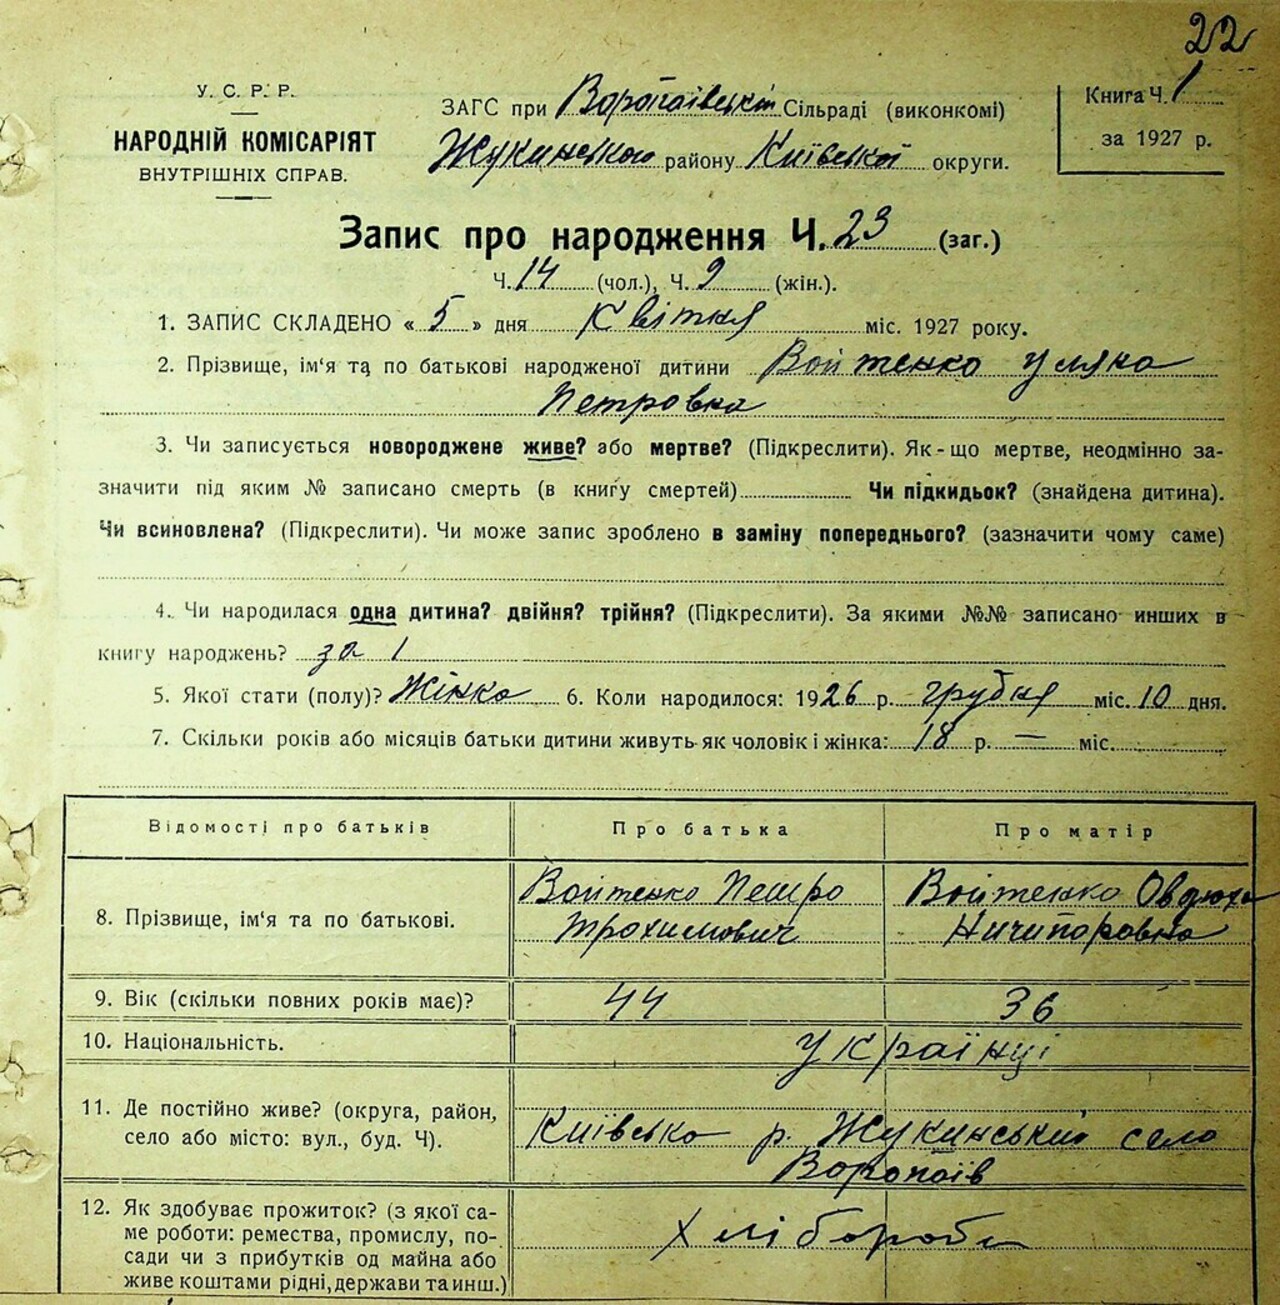 22
У. С. Р. Р.
НАРОДНІЙ КОМІСАРІЯТ
ВНУТРІШНІХ СПРАВ.
ЗАГС при Воропаївській Сільраді (виконкомі)
Жукинського району Київської округи.
Книга Ч. 1
за 1927 р.
Запис про народження Ч. 23 (заг.)
Ч. 14 (чол.), Ч. 9 (жін.).
1. ЗАПИС СКЛАДЕНО « 5 » дня Квітня міс. 1927 року.
2. Прізвище, ім‘я та по батькові народженої дитини Войтенко Уляна
Петровна
3. Чи записується новороджене живе? або мертве? (Підкреслити). Як-що мертве, неодмінно за-
значити під яким № записано смерть (в книгу смертей) Чи підкидьок? (знайдена дитина).
Чи всиновлена? (Підкреслити). Чи може запис зроблено в заміну попереднього? (зазначити чому саме)
4. Чи народилася одна дитина? двійня? трійня? (Підкреслити). За якими №№ записано инших в
книгу народжень? за 1
5. Якої стати (полу)? Жінка 6. Коли народилося: 1926 р. грудня міс. 10 дня.
7. Скільки років або місяців батьки дитини живуть як чоловік і жінка: 18 р. — міс.
Відомості про батьків Про батька Про матір
8. Прізвище, ім‘я та по батькові. Войтенко Петро Войтенко Овдюха
Трохимович Ничипоровна
9. Вік (скільки повних років має)? 44 36
10. Національність. Українці
11. Де постійно живе? (округа, район,
село або місто: вул., буд. Ч). Київсько р. Жукинський село
Воропаїв
12. Як здобуває прожиток? (з якої са-
ме роботи: ремества, промислу, по-
сади чи з прибутків од майна або
живе коштами рідні, держави та инш.) Хлібороби